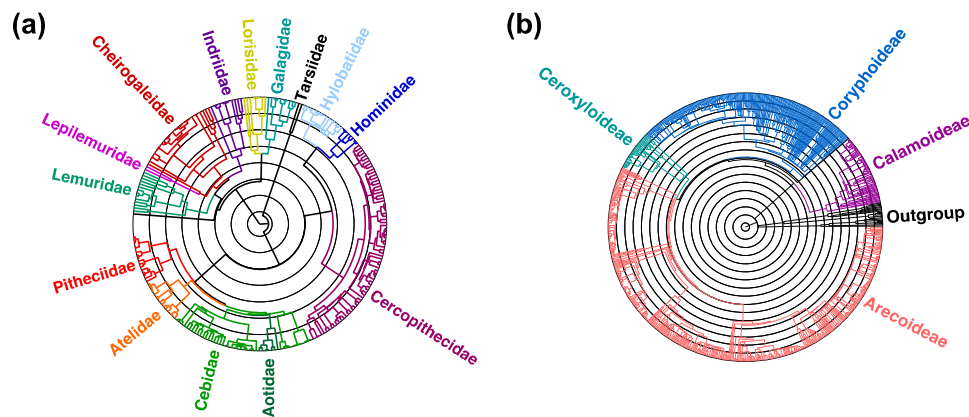 (a)
Cheirogaleidae
Indriidae
Lorisidae
Galagidae
Tarsiidae
Hylobatidae
Hominidae
Lepilemuridae
Lemuridae
Pitheciidae
Atelidae
Cebidae
Aotidae
Cercopithecidae
(b)
Ceroxyloideae
Coryphoideae
Calamoideae
Outgroup
Arecoideae